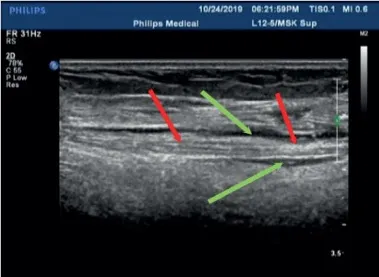 PHILIPS 10/24/2019 06:21:59PM TIS0.1 MI 0.6
Philips Medical L12-5/MSK Sup
FR 31Hz
RS
2D
78%
C 55
P Low
Res
M2
3.5